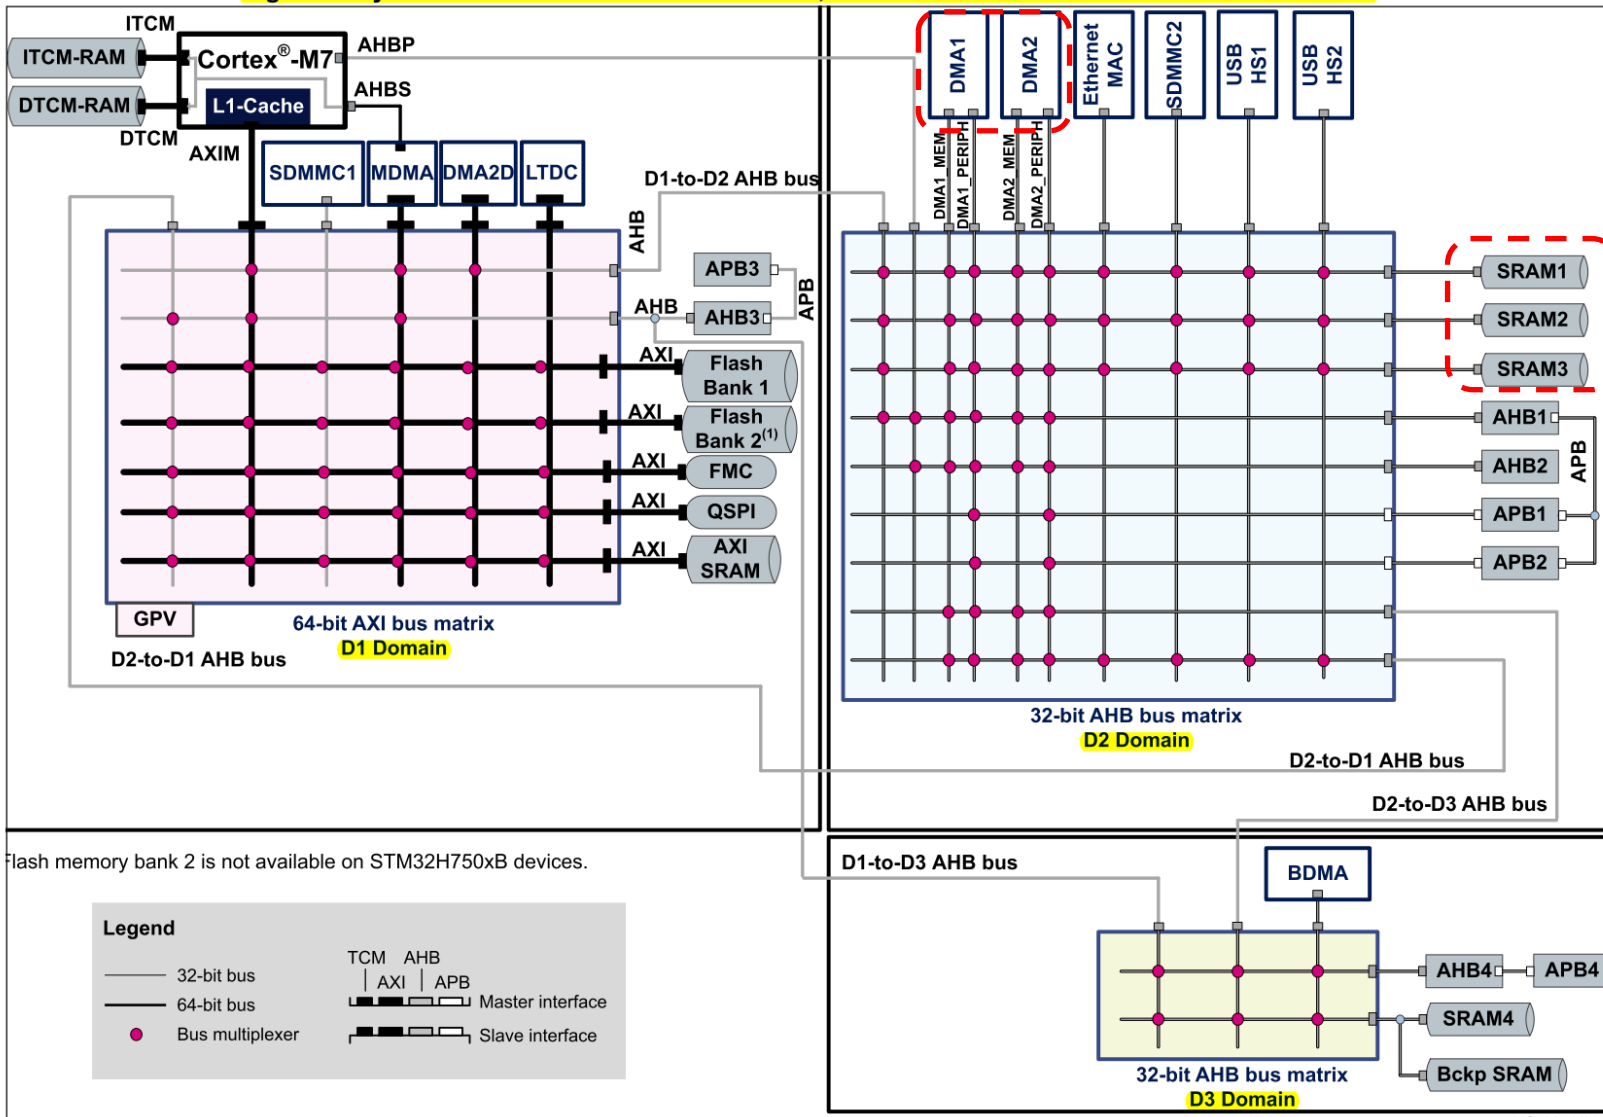 ITCM
ITCM-RAM
Cortex®-M7
AHBP
DTCM-RAM
L1-Cache
AHBS
DTCM
AXIM
SDMMC1
MDMA
DMA2D
LTDC
D1-to-D2 AHB bus
AHB
APB3
APB
AHB
AHB3
AXI
Flash
Bank 1
AXI
Flash
Bank 2(1)
AXI
FMC
AXI
QSPI
AXI
AXI
SRAM
GPV
64-bit AXI bus matrix
D1 Domain
D2-to-D1 AHB bus
DMA1
DMA2
Ethernet
MAC
SDMMC2
USB
HS1
USB
HS2
DMA1_MEM
DMA1_PERIPH
DMA2_MEM
DMA2_PERIPH
SRAM1
SRAM2
SRAM3
AHB1
AHB2
APB
APB1
APB2
32-bit AHB bus matrix
D2 Domain
D2-to-D1 AHB bus
D2-to-D3 AHB bus
Flash memory bank 2 is not available on STM32H750xB devices.
D1-to-D3 AHB bus
BDMA
AHB4
APB4
SRAM4
Bckp SRAM
32-bit AHB bus matrix
D3 Domain
Legend
32-bit bus
64-bit bus
Bus multiplexer
TCM
AHB
AXI
APB
Master interface
Slave interface